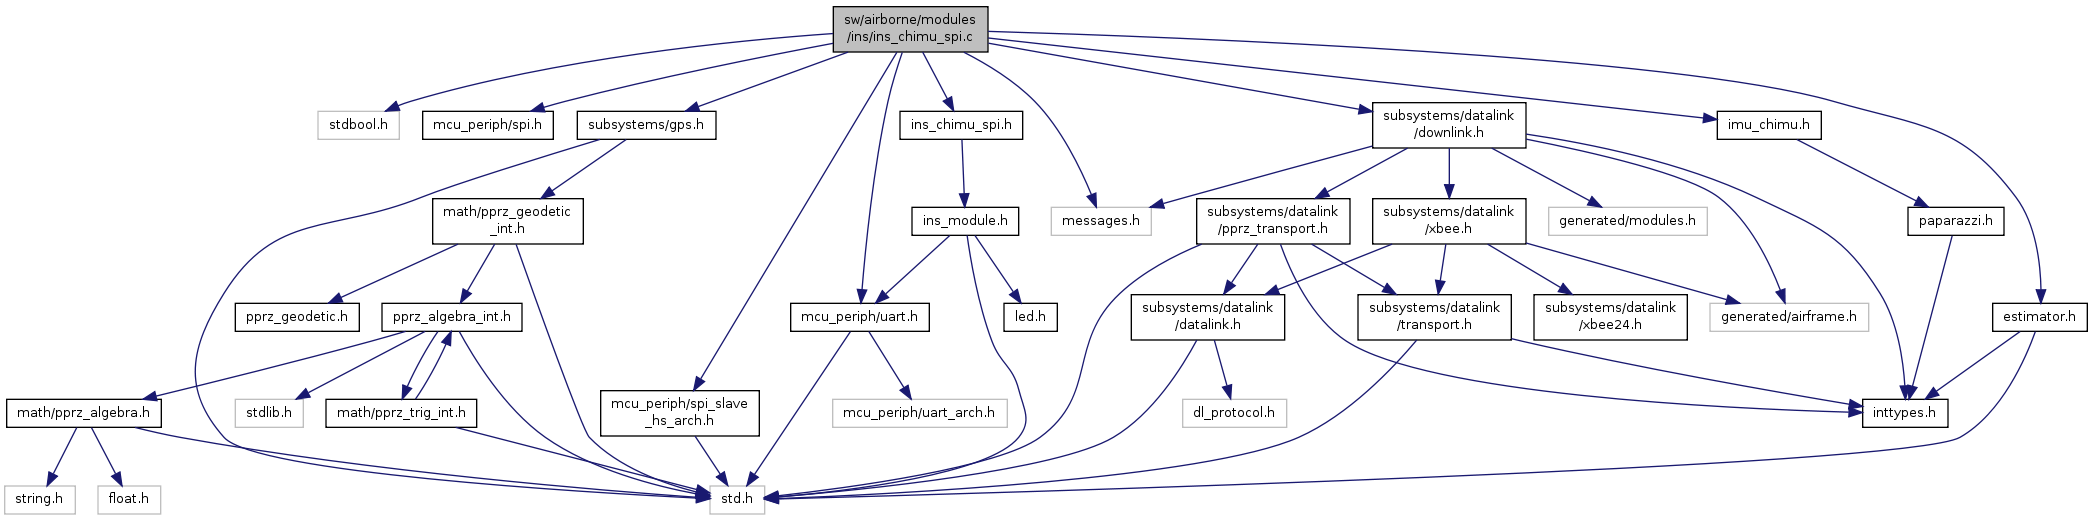 sw/airborne/modules
/ins/ins_chimu_spi.c
stdbool.h
mcu_periph/spi.h
subsystems/gps.h
ins_chimu_spi.h
subsystems/datalink
/downlink.h
imu_chimu.h
math/pprz_geodetic
_int.h
ins_module.h
messages.h
subsystems/datalink
/pprz_transport.h
subsystems/datalink
/xbee.h
generated/modules.h
paparazzi.h
pprz_geodetic.h
pprz_algebra_int.h
mcu_periph/uart.h
led.h
subsystems/datalink
/datalink.h
subsystems/datalink
/transport.h
subsystems/datalink
/xbee24.h
generated/airframe.h
estimator.h
math/pprz_algebra.h
stdlib.h
math/pprz_trig_int.h
mcu_periph/spi_slave
_hs_arch.h
mcu_periph/uart_arch.h
dl_protocol.h
inttypes.h
string.h
float.h
std.h